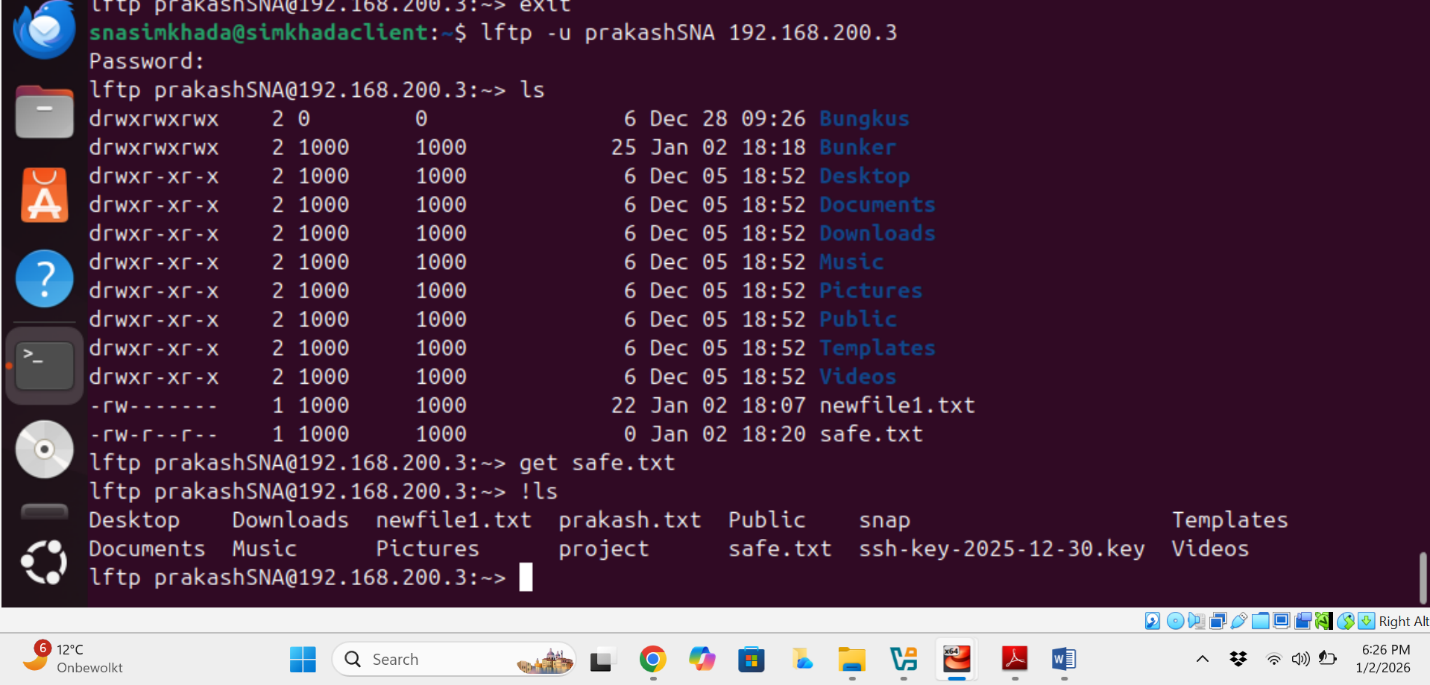 lftp prakashSNA@192.168.200.3:~> exit
snasimkhada@simkhadaclient:~$ lftp -u prakashSNA 192.168.200.3
Password:
lftp prakashSNA@192.168.200.3:~> ls
drwxrwxrwx    2 0        0               6 Dec 28 09:26 Bungkus
drwxrwxrwx    2 1000     1000           25 Jan 02 18:18 Bunker
drwxr-xr-x    2 1000     1000            6 Dec 05 18:52 Desktop
drwxr-xr-x    2 1000     1000            6 Dec 05 18:52 Documents
drwxr-xr-x    2 1000     1000            6 Dec 05 18:52 Downloads
drwxr-xr-x    2 1000     1000            6 Dec 05 18:52 Music
drwxr-xr-x    2 1000     1000            6 Dec 05 18:52 Pictures
drwxr-xr-x    2 1000     1000            6 Dec 05 18:52 Public
drwxr-xr-x    2 1000     1000            6 Dec 05 18:52 Templates
drwxr-xr-x    2 1000     1000            6 Dec 05 18:52 Videos
-rw-------    1 1000     1000           22 Jan 02 18:07 newfile1.txt
-rw-r--r--    1 1000     1000            0 Jan 02 18:20 safe.txt
lftp prakashSNA@192.168.200.3:~> get safe.txt
lftp prakashSNA@192.168.200.3:~> !ls
Desktop    Downloads  newfile1.txt  prakash.txt  Public    snap                    Templates
Documents  Music      Pictures      project      safe.txt  ssh-key-2025-12-30.key  Videos
lftp prakashSNA@192.168.200.3:~>
Right Alt
6
12°C
Onbewolkt
Search
x64
6:26 PM
1/2/2026